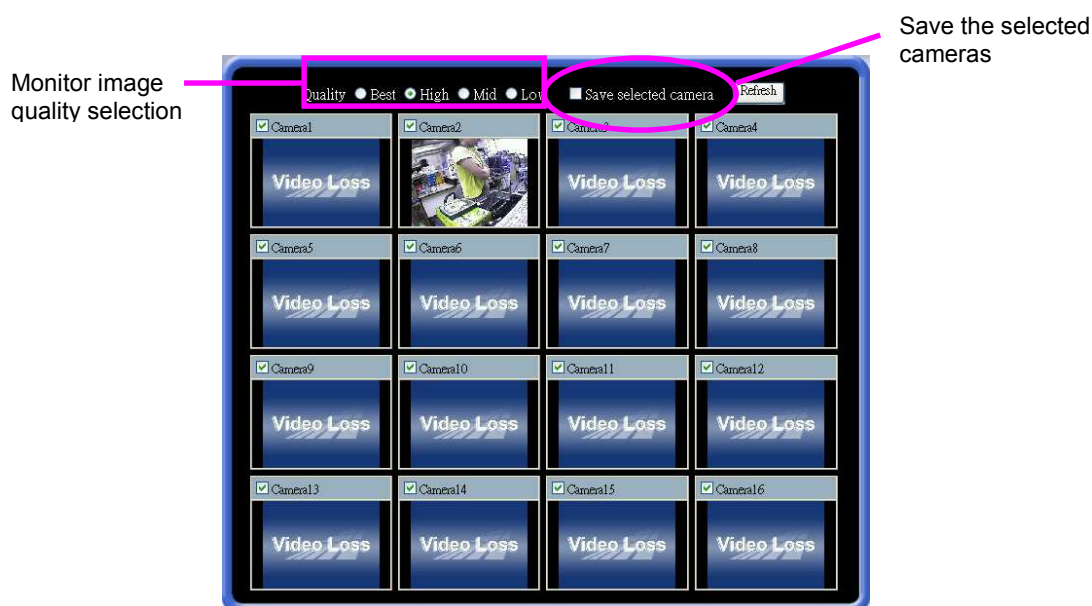 Save the selected
cameras
Monitor image
quality selection
Quality Best High Mid Low Save selected camera Refresh
Camera1 Camera2 Camera3 Camera4
Video Loss Video Loss Video Loss
Camera5 Camera6 Camera7 Camera8
Video Loss Video Loss Video Loss Video Loss
Camera9 Camera10 Camera11 Camera12
Video Loss Video Loss Video Loss Video Loss
Camera13 Camera14 Camera15 Camera16
Video Loss Video Loss Video Loss Video Loss